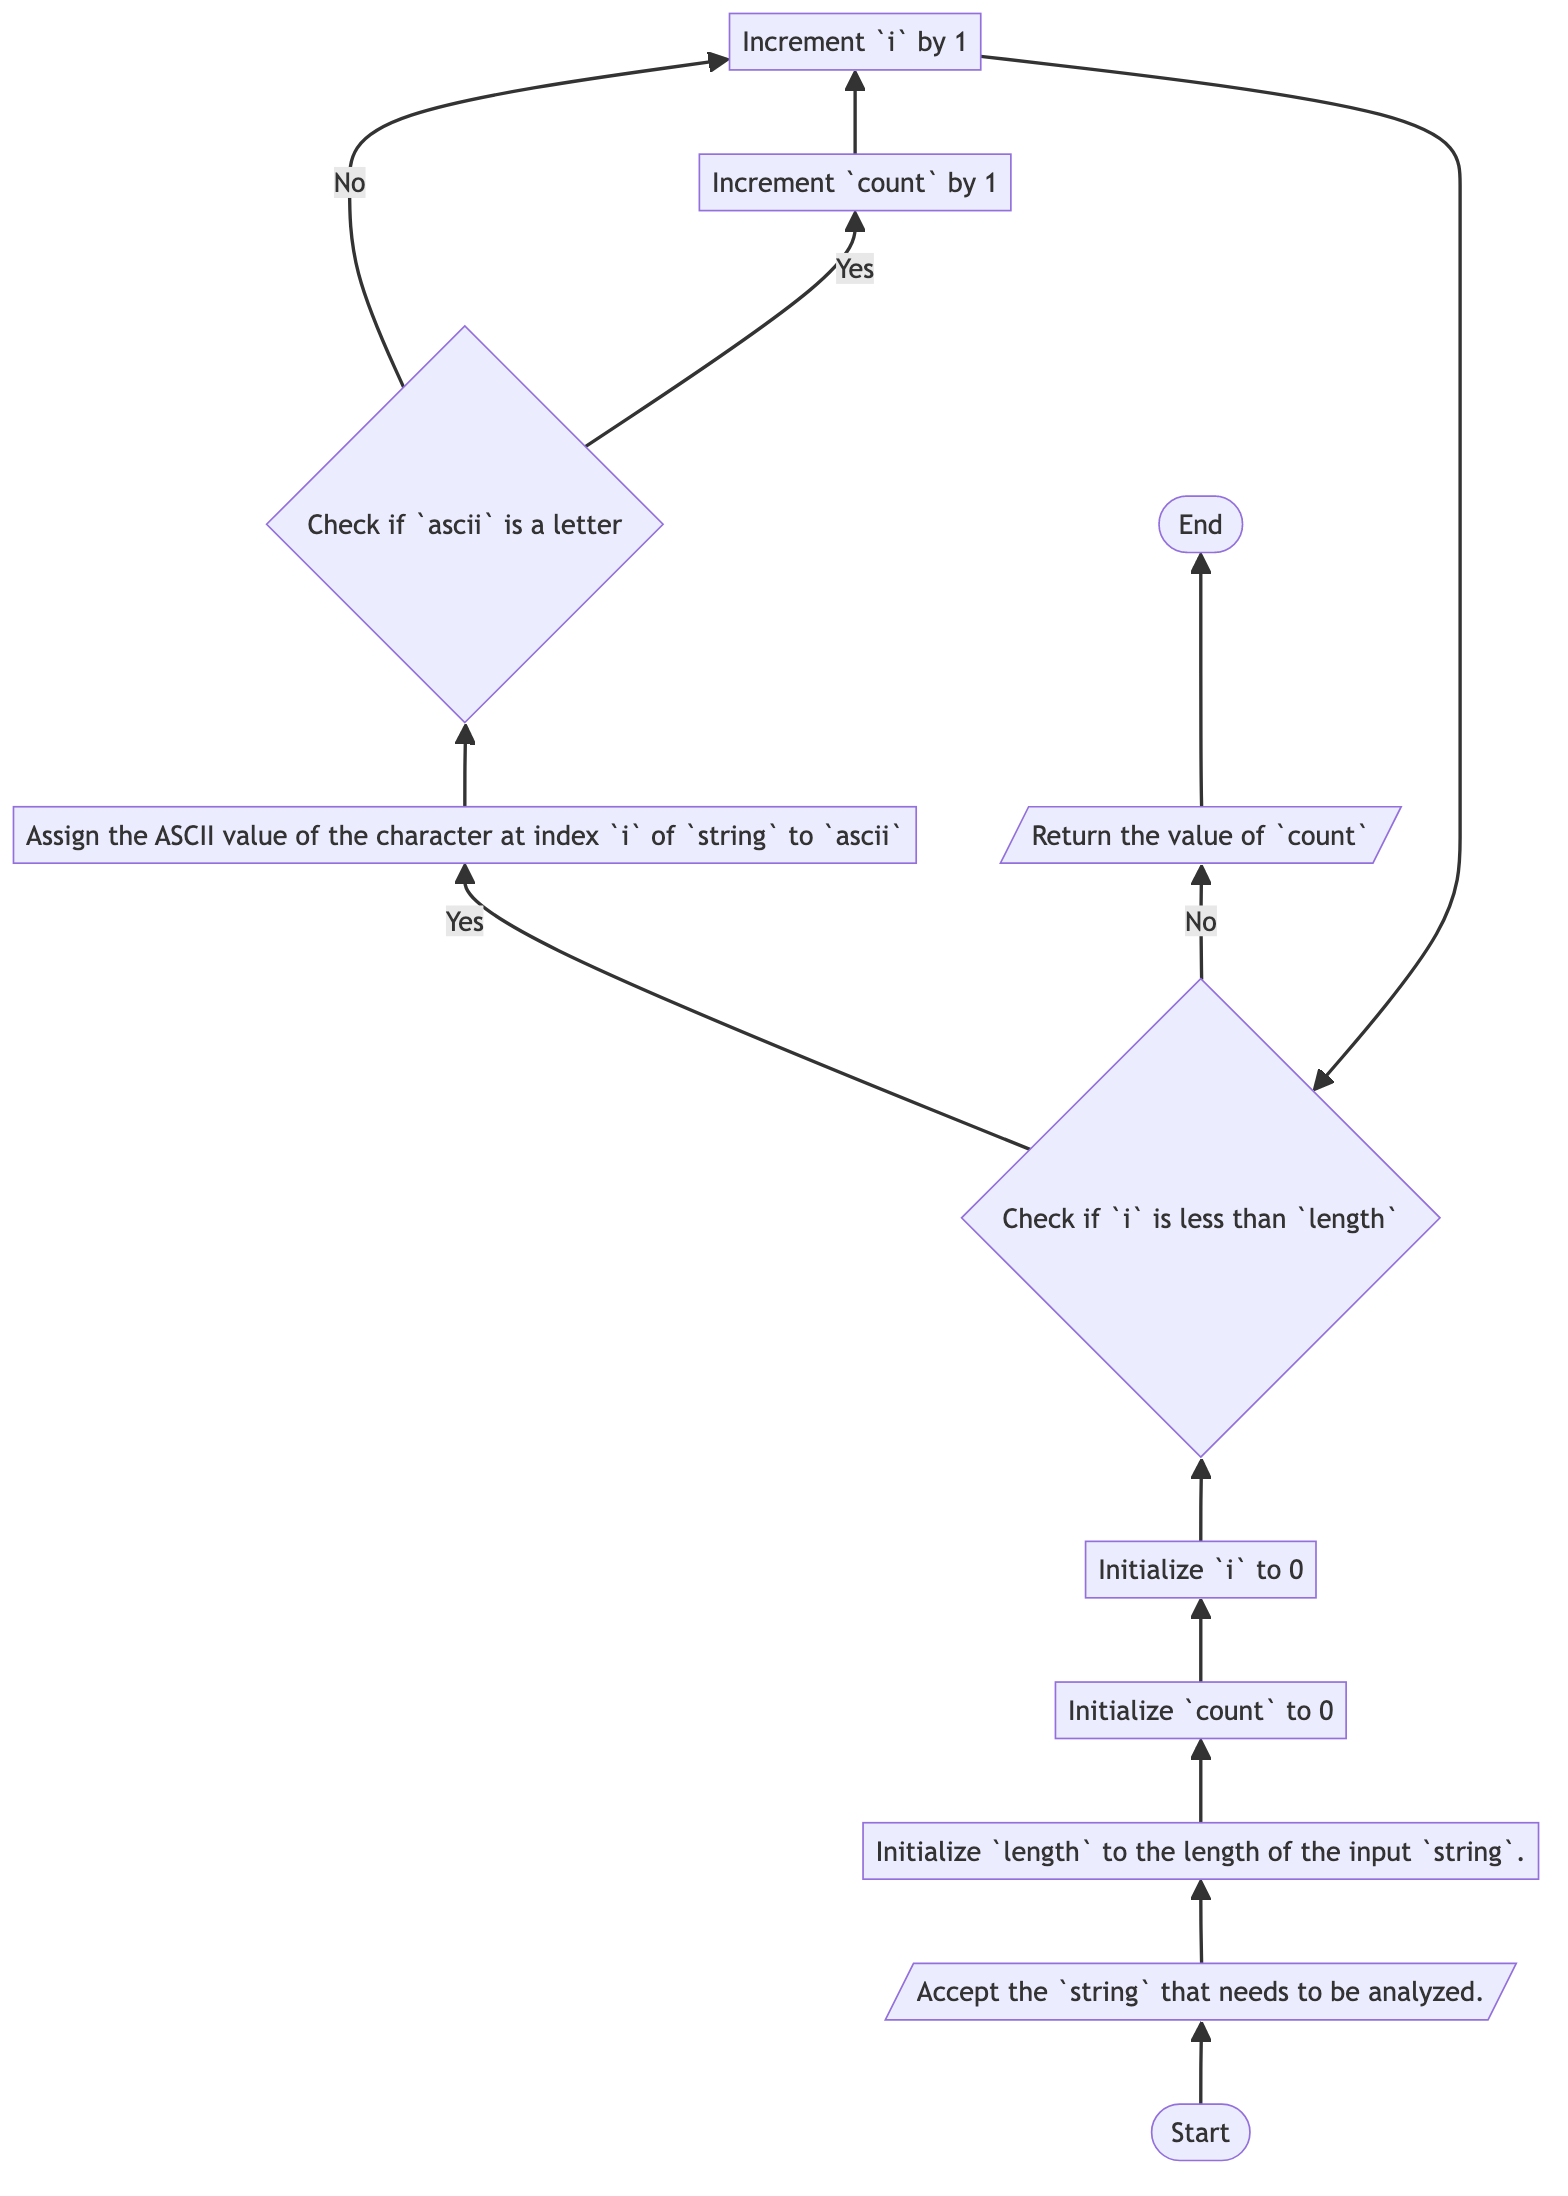 Increment `i` by 1
No
Increment `count` by 1
Yes
Check if `ascii` is a letter
End
Assign the ASCII value of the character at index `i` of `string` to `ascii`
Return the value of `count`
Yes
No
Check if `i` is less than `length`
Initialize `i` to 0
Initialize `count` to 0
Initialize `length` to the length of the input `string`.
Accept the `string` that needs to be analyzed.
Start